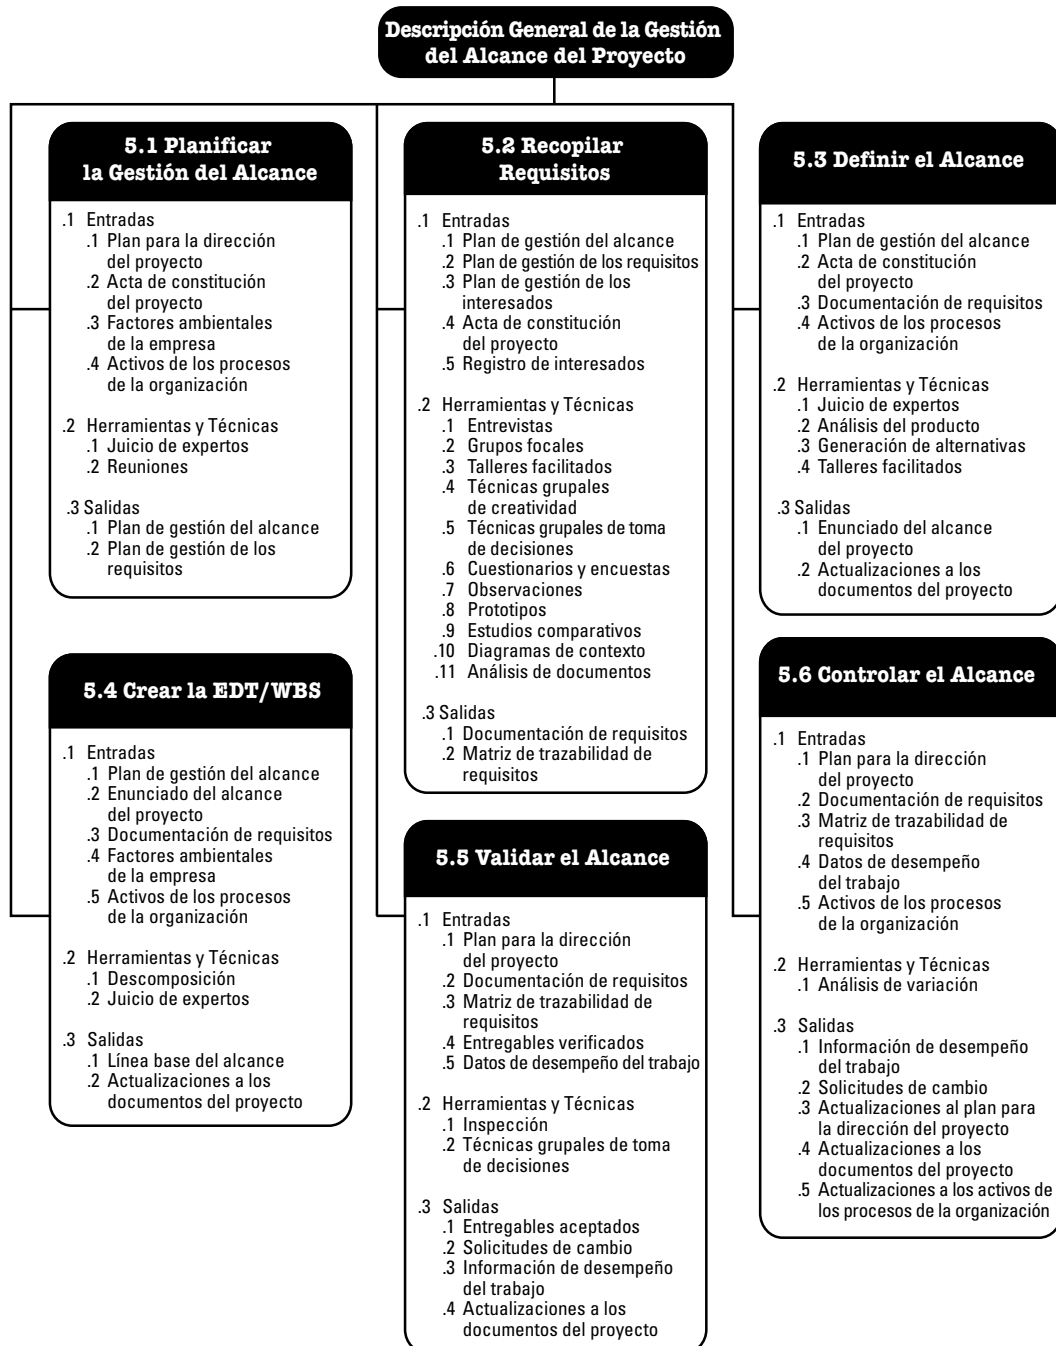 Descripción General de la Gestión
del Alcance del Proyecto
5.1 Planificar
la Gestión del Alcance
.1 Entradas
.1 Plan para la dirección
del proyecto
.2 Acta de constitución
del proyecto
.3 Factores ambientales
de la empresa
.4 Activos de los procesos
de la organización
.2 Herramientas y Técnicas
.1 Juicio de expertos
.2 Reuniones
.3 Salidas
.1 Plan de gestión del alcance
.2 Plan de gestión de los
requisitos
5.2 Recopilar
Requisitos
.1 Entradas
.1 Plan de gestión del alcance
.2 Plan de gestión de los requisitos
.3 Plan de gestión de los
interesados
.4 Acta de constitución
del proyecto
.5 Registro de interesados
.2 Herramientas y Técnicas
.1 Entrevistas
.2 Grupos focales
.3 Talleres facilitados
.4 Técnicas grupales
de creatividad
.5 Técnicas grupales de toma
de decisiones
.6 Cuestionarios y encuestas
.7 Observaciones
.8 Prototipos
.9 Estudios comparativos
.10 Diagramas de contexto
.11 Análisis de documentos
.3 Salidas
.1 Documentación de requisitos
.2 Matriz de trazabilidad de
requisitos
5.3 Definir el Alcance
.1 Entradas
.1 Plan de gestión del alcance
.2 Acta de constitución
del proyecto
.3 Documentación de requisitos
.4 Activos de los procesos
de la organización
.2 Herramientas y Técnicas
.1 Juicio de expertos
.2 Análisis del producto
.3 Generación de alternativas
.4 Talleres facilitados
.3 Salidas
.1 Enunciado del alcance
del proyecto
.2 Actualizaciones a los
documentos del proyecto
5.4 Crear la EDT/WBS
.1 Entradas
.1 Plan de gestión del alcance
.2 Enunciado del alcance
del proyecto
.3 Documentación de requisitos
.4 Factores ambientales
de la empresa
.5 Activos de los procesos
de la organización
.2 Herramientas y Técnicas
.1 Descomposición
.2 Juicio de expertos
.3 Salidas
.1 Línea base del alcance
.2 Actualizaciones a los
documentos del proyecto
5.5 Validar el Alcance
.1 Entradas
.1 Plan para la dirección
del proyecto
.2 Documentación de requisitos
.3 Matriz de trazabilidad de
requisitos
.4 Entregables verificados
.5 Datos de desempeño del trabajo
.2 Herramientas y Técnicas
.1 Inspección
.2 Técnicas grupales de toma
de decisiones
.3 Salidas
.1 Entregables aceptados
.2 Solicitudes de cambio
.3 Información de desempeño
del trabajo
.4 Actualizaciones a los
documentos del proyecto
5.6 Controlar el Alcance
.1 Entradas
.1 Plan para la dirección
del proyecto
.2 Documentación de requisitos
.3 Matriz de trazabilidad de
requisitos
.4 Datos de desempeño
del trabajo
.5 Activos de los procesos
de la organización
.2 Herramientas y Técnicas
.1 Análisis de variación
.3 Salidas
.1 Información de desempeño
del trabajo
.2 Solicitudes de cambio
.3 Actualizaciones al plan para
la dirección del proyecto
.4 Actualizaciones a los
documentos del proyecto
.5 Actualizaciones a los activos de
los procesos de la organización